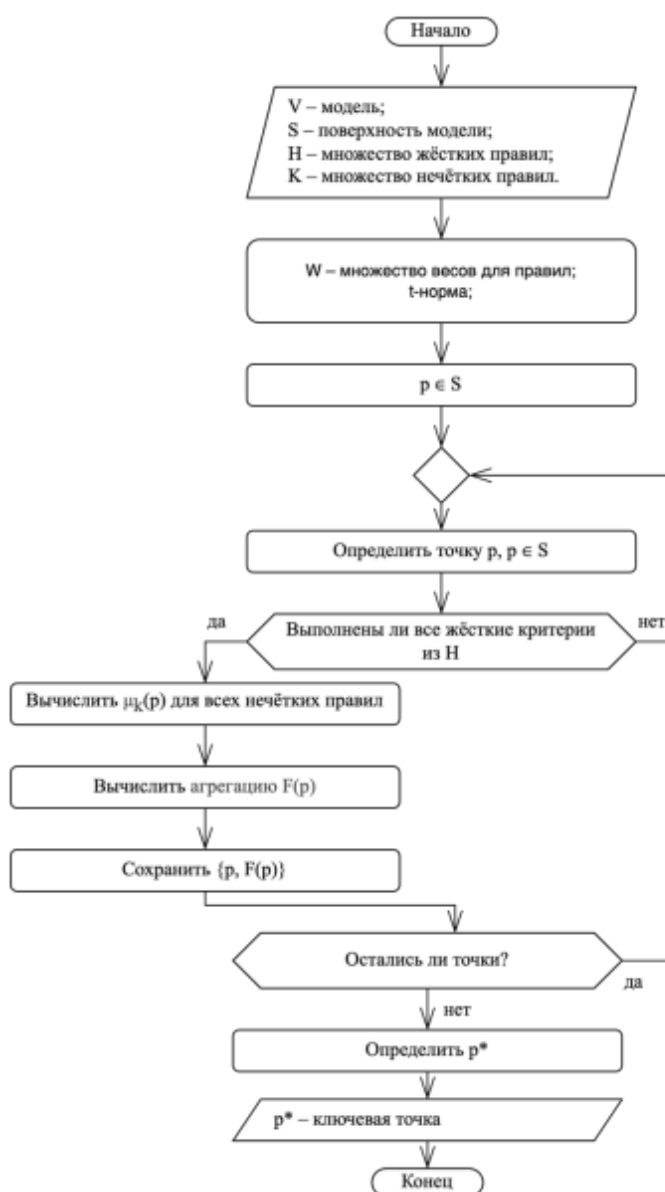 Начало
V – модель;
S – поверхность модели;
H – множество жёстких правил;
K – множество нечётких правил.
W – множество весов для правил;
t-норма;
p ∈ S
Определить точку p, p ∈ S
да
Выполнены ли все жёсткие критерии
из H
нет
Вычислить μk(p) для всех нечётких правил
Вычислить агрегацию F(p)
Сохранить {p, F(p)}
Остались ли точки?
да
нет
Определить p*
p* – ключевая точка
Конец